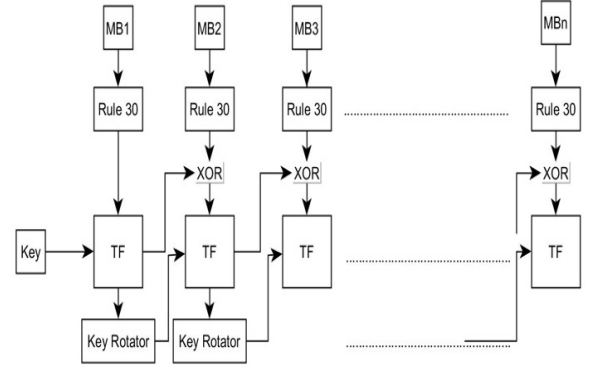 MB1 MB2 MB3 MBn
Rule 30 Rule 30 Rule 30 Rule 30
XOR XOR XOR
Key TF TF TF TF
Key Rotator Key Rotator